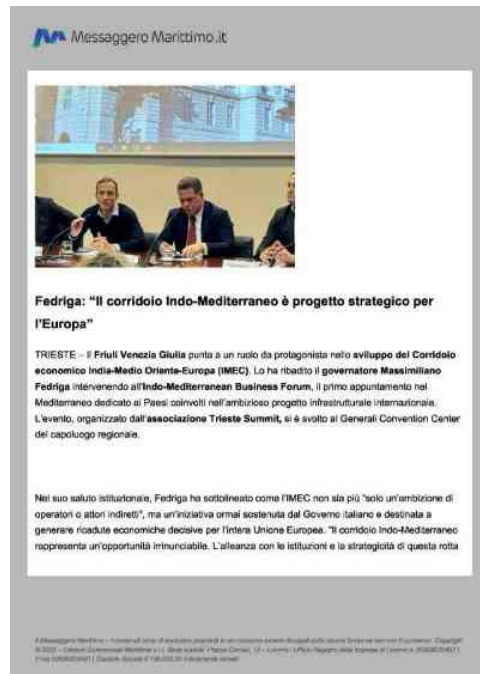 Messaggero Marittimo.it
Fedriga: “Il corridoio Indo-Mediterraneo è progetto strategico per
l’Europa”
TRIESTE – Il Friuli Venezia Giulia punta a un ruolo da protagonista nello sviluppo del Corridoio
economico India-Medio Oriente-Europa (IMEC). Lo ha ribadito il governatore Massimiliano
Fedriga intervenendo all’Indo-Mediterranean Business Forum, il primo appuntamento nel
Mediterraneo dedicato ai Paesi coinvolti nell’ambizioso progetto infrastrutturale internazionale.
L’evento, organizzato dall’associazione Trieste Summit, si è svolto al Generali Convention Center
del capoluogo regionale.
Nel suo saluto istituzionale, Fedriga ha sottolineato come l’IMEC non sia più “solo un’ambizione di
operatori o attori indiretti”, ma un’iniziativa ormai sostenuta dal Governo italiano e destinata a
generare ricadute economiche decisive per l’intera Unione Europea. “Il corridoio Indo-Mediterraneo
rappresenta un’opportunità irrinunciabile. L’alleanza con le istituzioni e la strategicità di questa rotta